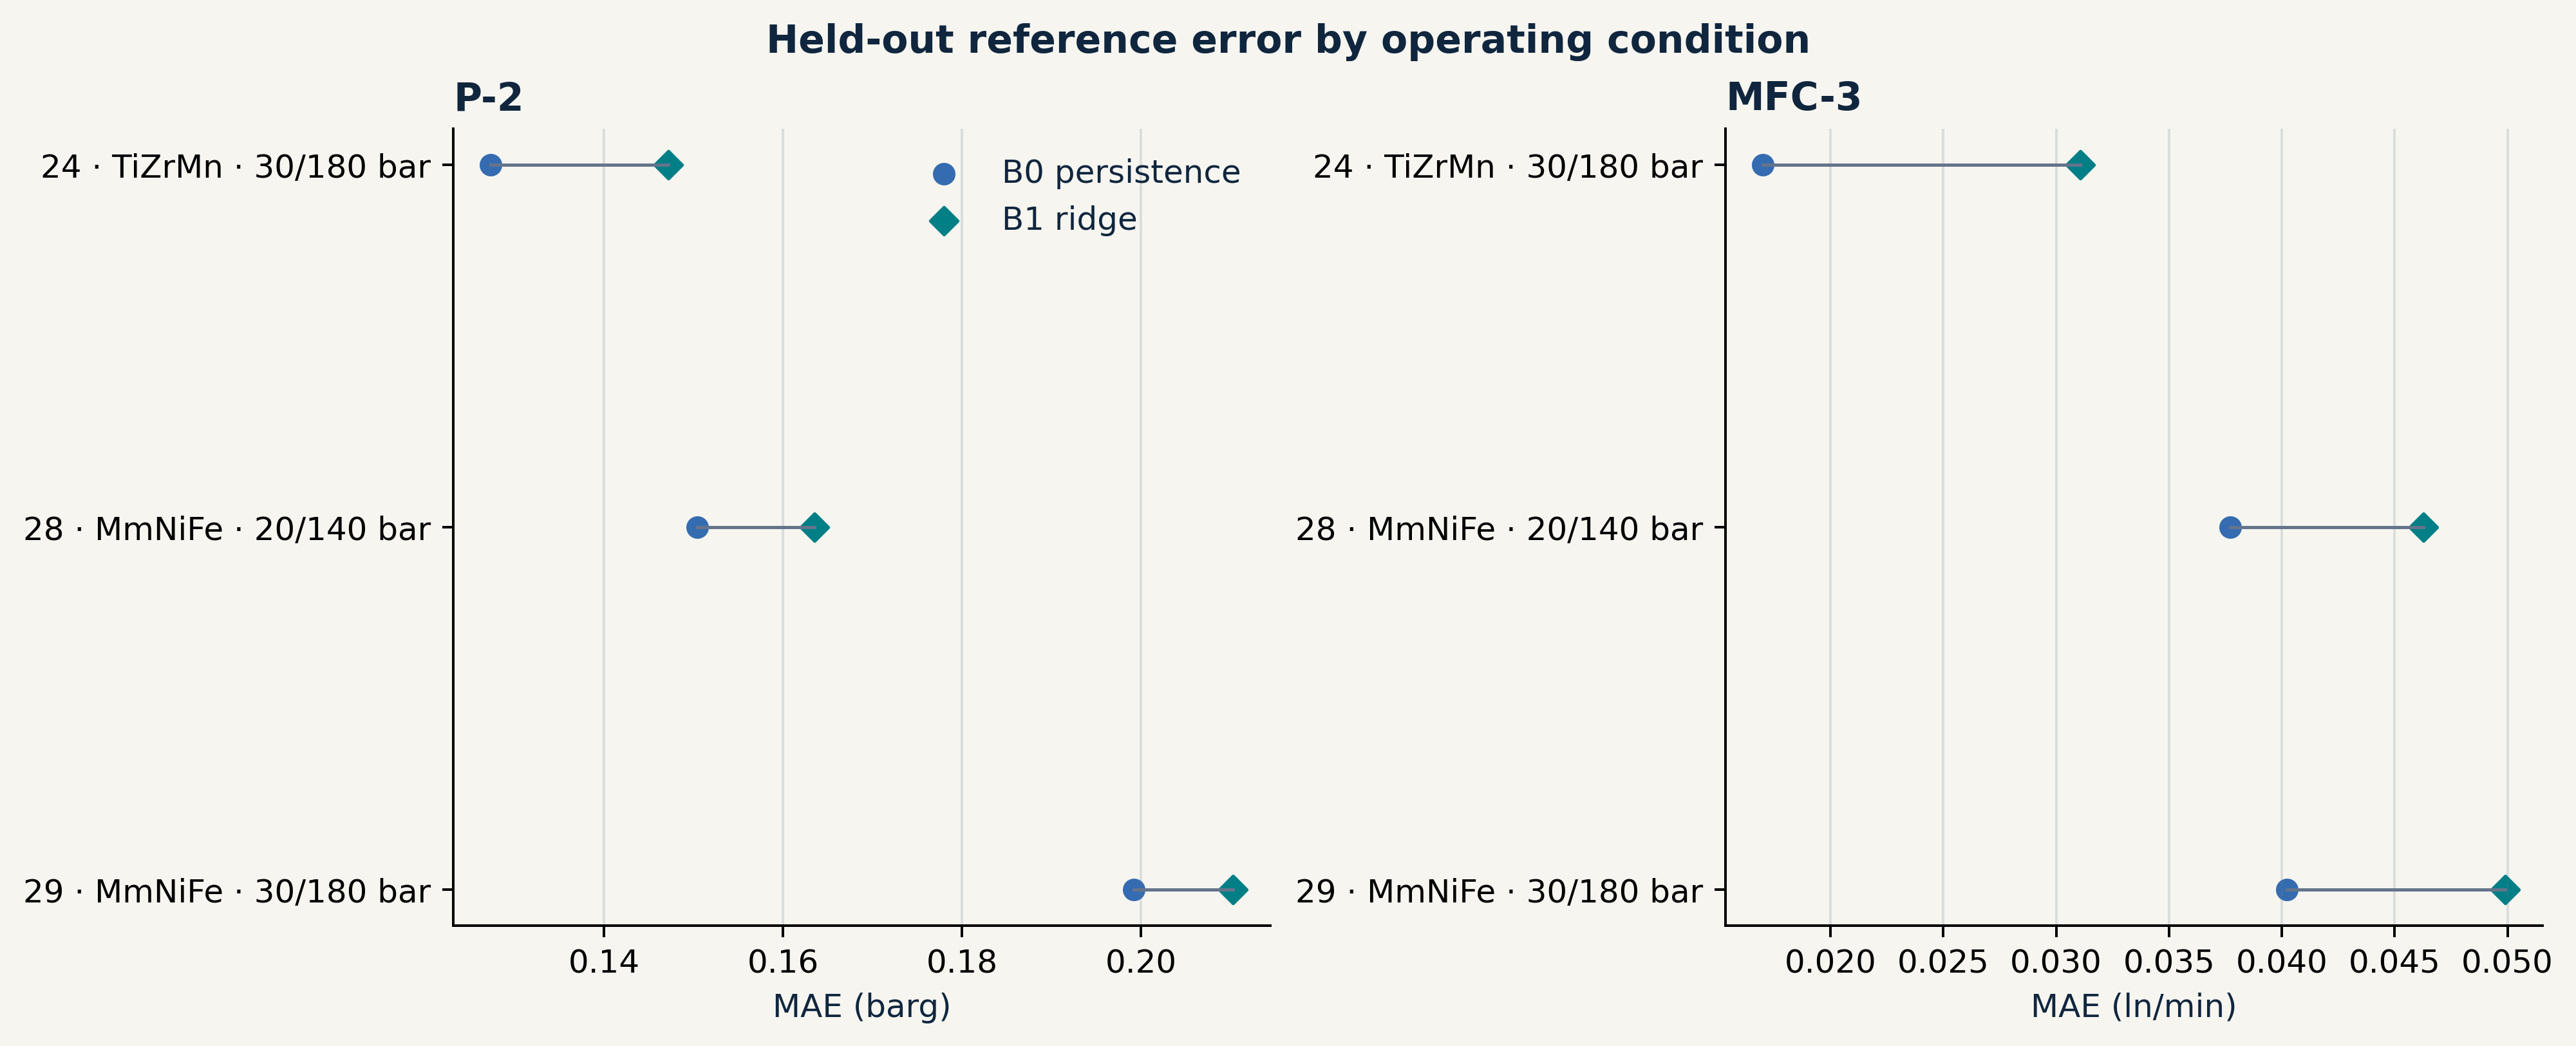 Held-out reference error by operating condition
P-2
24 · TiZrMn · 30/180 bar
28 · MmNiFe · 20/140 bar
29 · MmNiFe · 30/180 bar
B0 persistence
B1 ridge
0.14 0.16 0.18 0.20
MAE (barg)
MFC-3
24 · TiZrMn · 30/180 bar
28 · MmNiFe · 20/140 bar
29 · MmNiFe · 30/180 bar
0.020 0.025 0.030 0.035 0.040 0.045 0.050
MAE (ln/min)